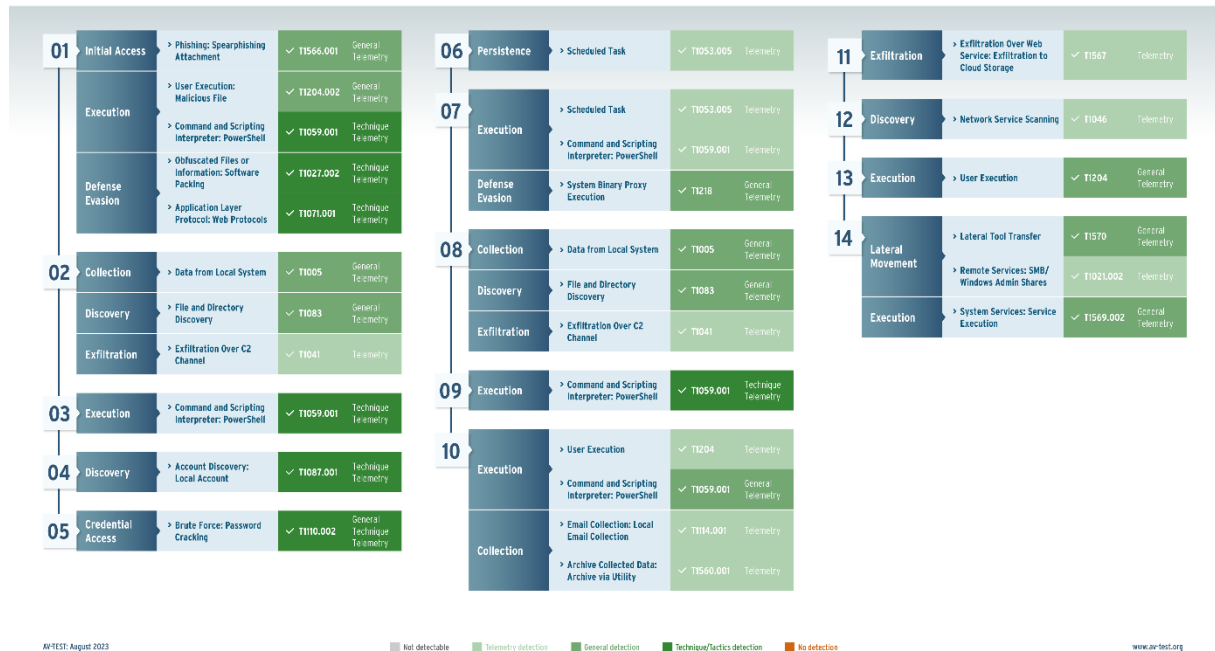 01
Initial Access
> Phishing: Spearphishing
Attachment
✓ T1566.001
General
Telemetry
Execution
> User Execution:
Malicious File
✓ T1204.002
General
Telemetry
> Command and Scripting
Interpreter: PowerShell
✓ T1059.001
Technique
Telemetry
Defense
Evasion
> Obfuscated Files or
Information: Software
Packing
✓ T1027.002
Technique
Telemetry
> Application Layer
Protocol: Web Protocols
✓ T1071.001
Technique
Telemetry
02
Collection
> Data from Local System
✓ T1005
General
Telemetry
Discovery
> File and Directory
Discovery
✓ T1083
General
Telemetry
Exfiltration
> Exfiltration Over C2
Channel
✓ T1041
Telemetry
03
Execution
> Command and Scripting
Interpreter: PowerShell
✓ T1059.001
Technique
Telemetry
04
Discovery
> Account Discovery:
Local Account
✓ T1087.001
Technique
Telemetry
05
Credential
Access
> Brute Force: Password
Cracking
✓ T1110.002
General
Technique
Telemetry
06
Persistence
> Scheduled Task
✓ T1053.005
Telemetry
07
Execution
> Scheduled Task
✓ T1053.005
Telemetry
> Command and Scripting
Interpreter: PowerShell
✓ T1059.001
Telemetry
Defense
Evasion
> System Binary Proxy
Execution
✓ T1218
General
Telemetry
08
Collection
> Data from Local System
✓ T1005
General
Telemetry
Discovery
> File and Directory
Discovery
✓ T1083
General
Telemetry
Exfiltration
> Exfiltration Over C2
Channel
✓ T1041
Telemetry
09
Execution
> Command and Scripting
Interpreter: PowerShell
✓ T1059.001
Technique
Telemetry
10
Execution
> User Execution
✓ T1204
Telemetry
> Command and Scripting
Interpreter: PowerShell
✓ T1059.001
General
Telemetry
Collection
> Email Collection: Local
Email Collection
✓ T1114.001
Telemetry
> Archive Collected Data:
Archive via Utility
✓ T1560.001
Telemetry
11
Exfiltration
> Exfiltration Over Web
Service: Exfiltration to
Cloud Storage
✓ T1567
Telemetry
12
Discovery
> Network Service Scanning
✓ T1046
Telemetry
13
Execution
> User Execution
✓ T1204
General
Telemetry
14
Lateral
Movement
> Lateral Tool Transfer
✓ T1570
General
Telemetry
> Remote Services: SMB/
Windows Admin Shares
✓ T1021.002
Telemetry
Execution
> System Services: Service
Execution
✓ T1569.002
General
Telemetry
AV-TEST: August 2023
Not detectable
Telemetry detection
General detection
Technique/Tactics detection
No detection
www.av-test.org